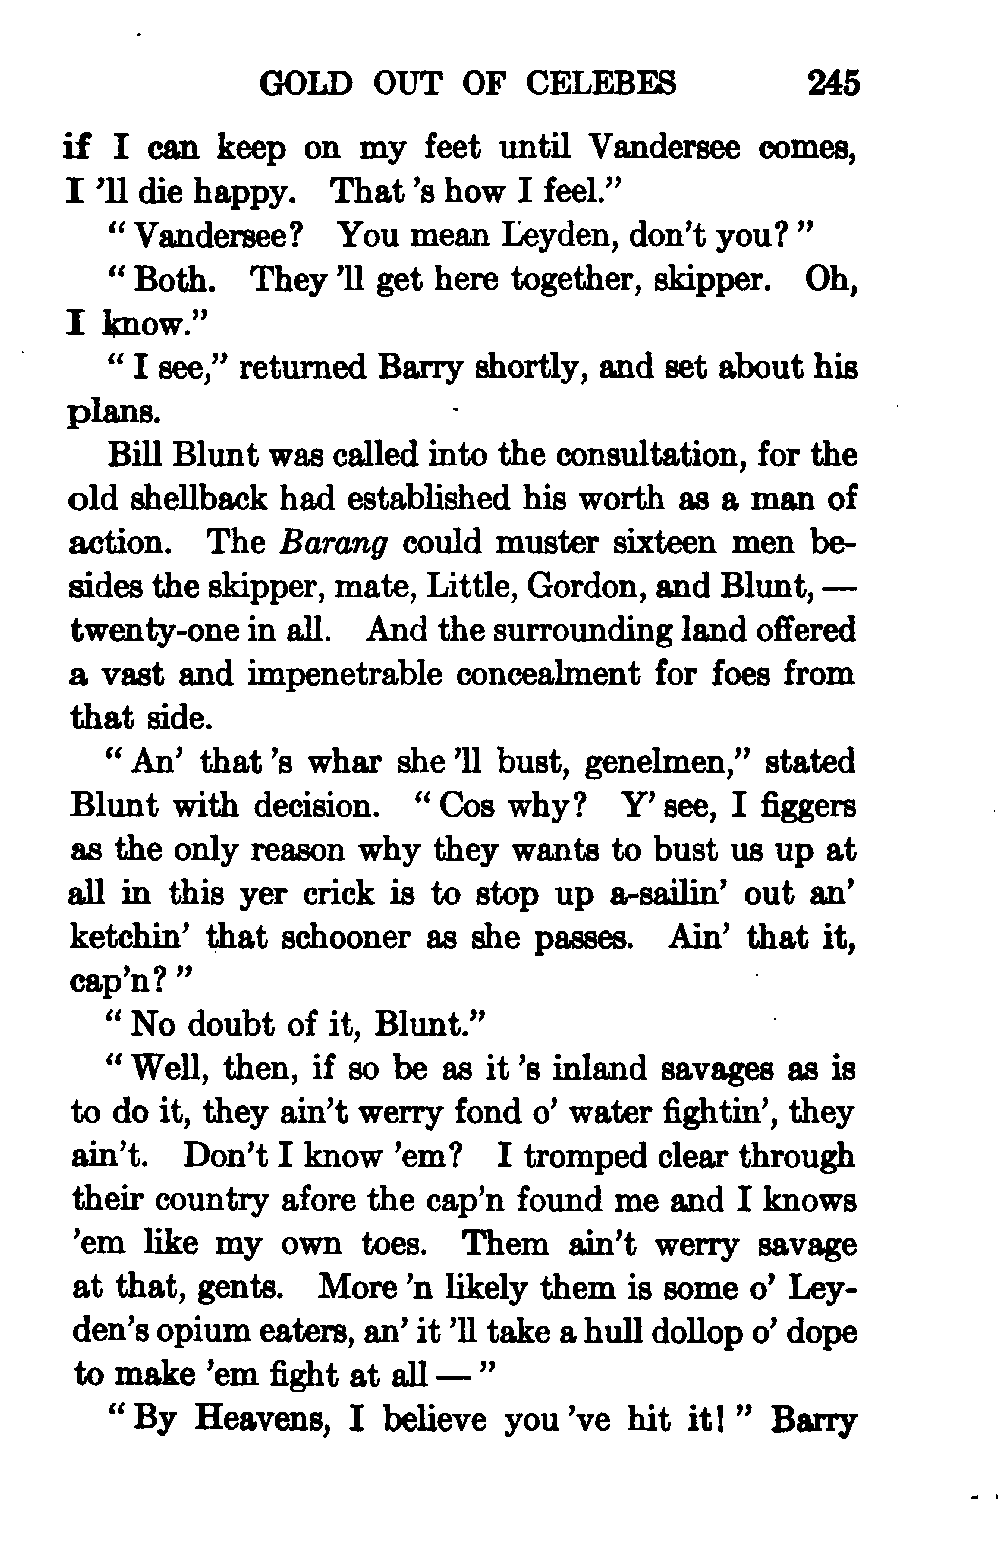 GOLD OUT OF CELEBES 245
if I can keep on my feet until Vandersee comes,
I 'll die happy. That 's how I feel."
" Vandersee? You mean Leyden, don't you? "
" Both. They 'll get here together, skipper. Oh,
I know."
" I see," returned Barry shortly, and set about his
plans.
Bill Blunt was called into the consultation, for the
old shellback had established his worth as a man of
action. The Barang could muster sixteen men be-
sides the skipper, mate, Little, Gordon, and Blunt, —
twenty-one in all. And the surrounding land offered
a vast and impenetrable concealment for foes from
that side.
" An' that 's whar she 'll bust, genelmen," stated
Blunt with decision. " Cos why? Y' see, I figgers
as the only reason why they wants to bust us up at
all in this yer crick is to stop up a-sailin' out an'
ketchin' that schooner as she passes. Ain' that it,
cap'n? "
" No doubt of it, Blunt."
" Well, then, if so be as it 's inland savages as is
to do it, they ain't werry fond o' water fightin', they
ain't. Don't I know 'em? I tromped clear through
their country afore the cap'n found me and I knows
'em like my own toes. Them ain't werry savage
at that, gents. More 'n likely them is some o' Ley-
den's opium eaters, an' it 'll take a hull dollop o' dope
to make 'em fight at all — "
" By Heavens, I believe you 've hit it! " Barry